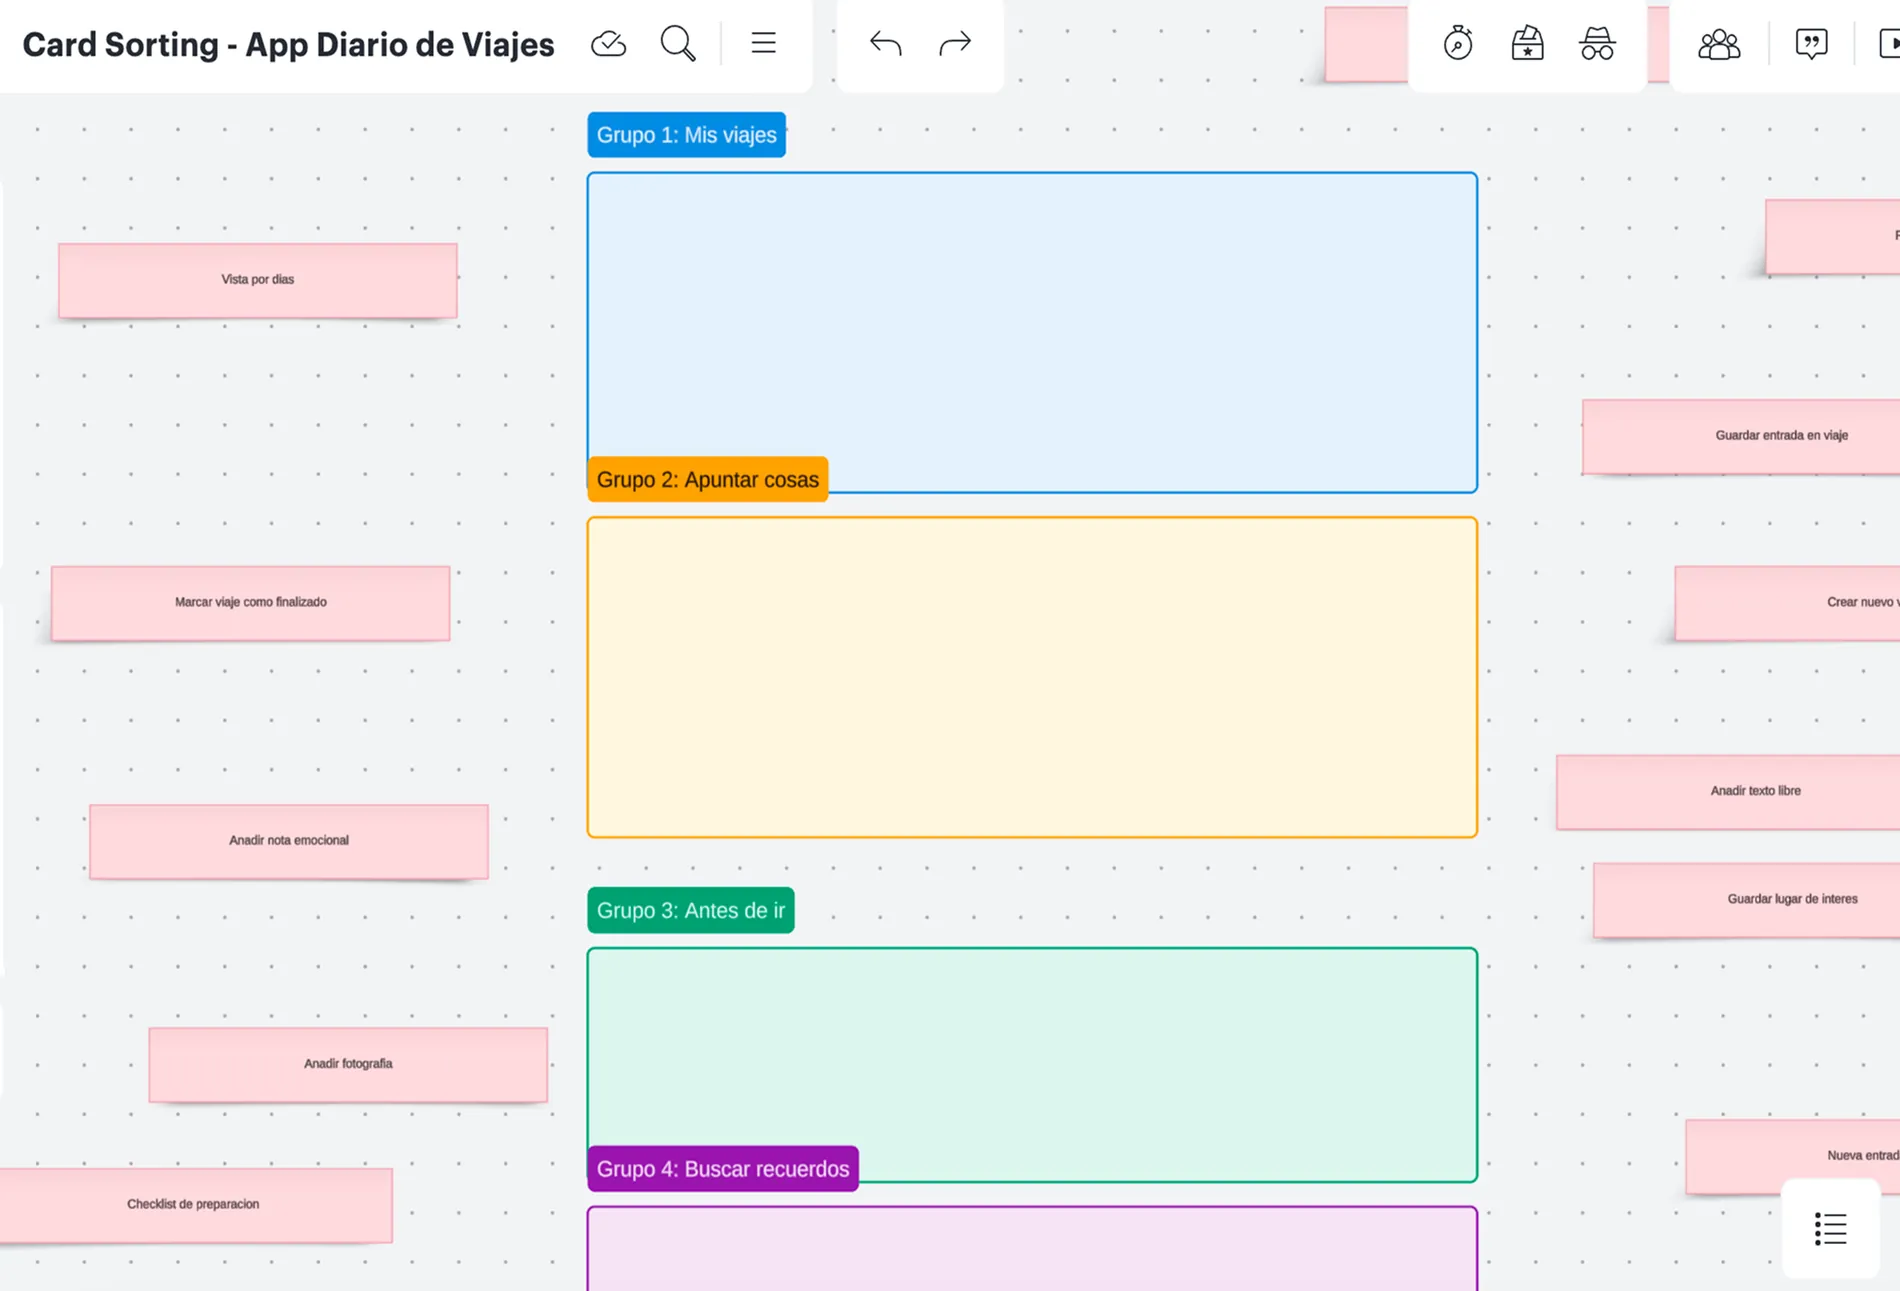 Card Sorting - App Diario de Viajes
Grupo 1: Mis viajes
Vista por dias
Guardar entrada en viaje
Grupo 2: Apuntar cosas
Marcar viaje como finalizado
Crear nuevo
Anadir texto libre
Anadir nota emocional
Guardar lugar de interes
Grupo 3: Antes de ir
Anadir fotografia
Nueva
Grupo 4: Buscar recuerdos
Checklist de preparacion